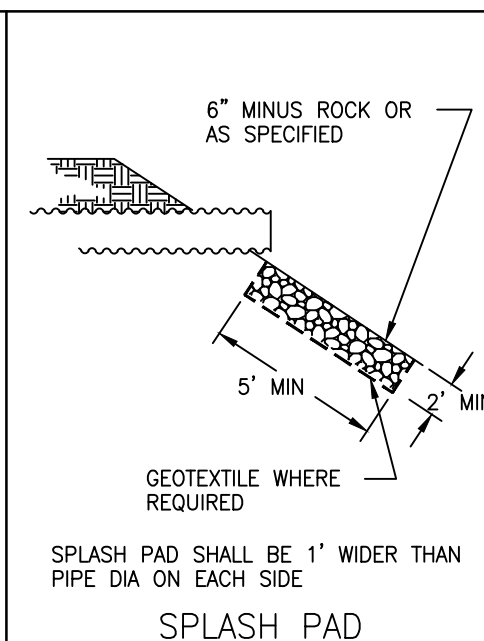 6" MINUS ROCK OR
AS SPECIFIED
5' MIN
2' MIN
GEOTEXTILE WHERE
REQUIRED
SPLASH PAD SHALL BE 1' WIDER THAN
PIPE DIA ON EACH SIDE
SPLASH PAD